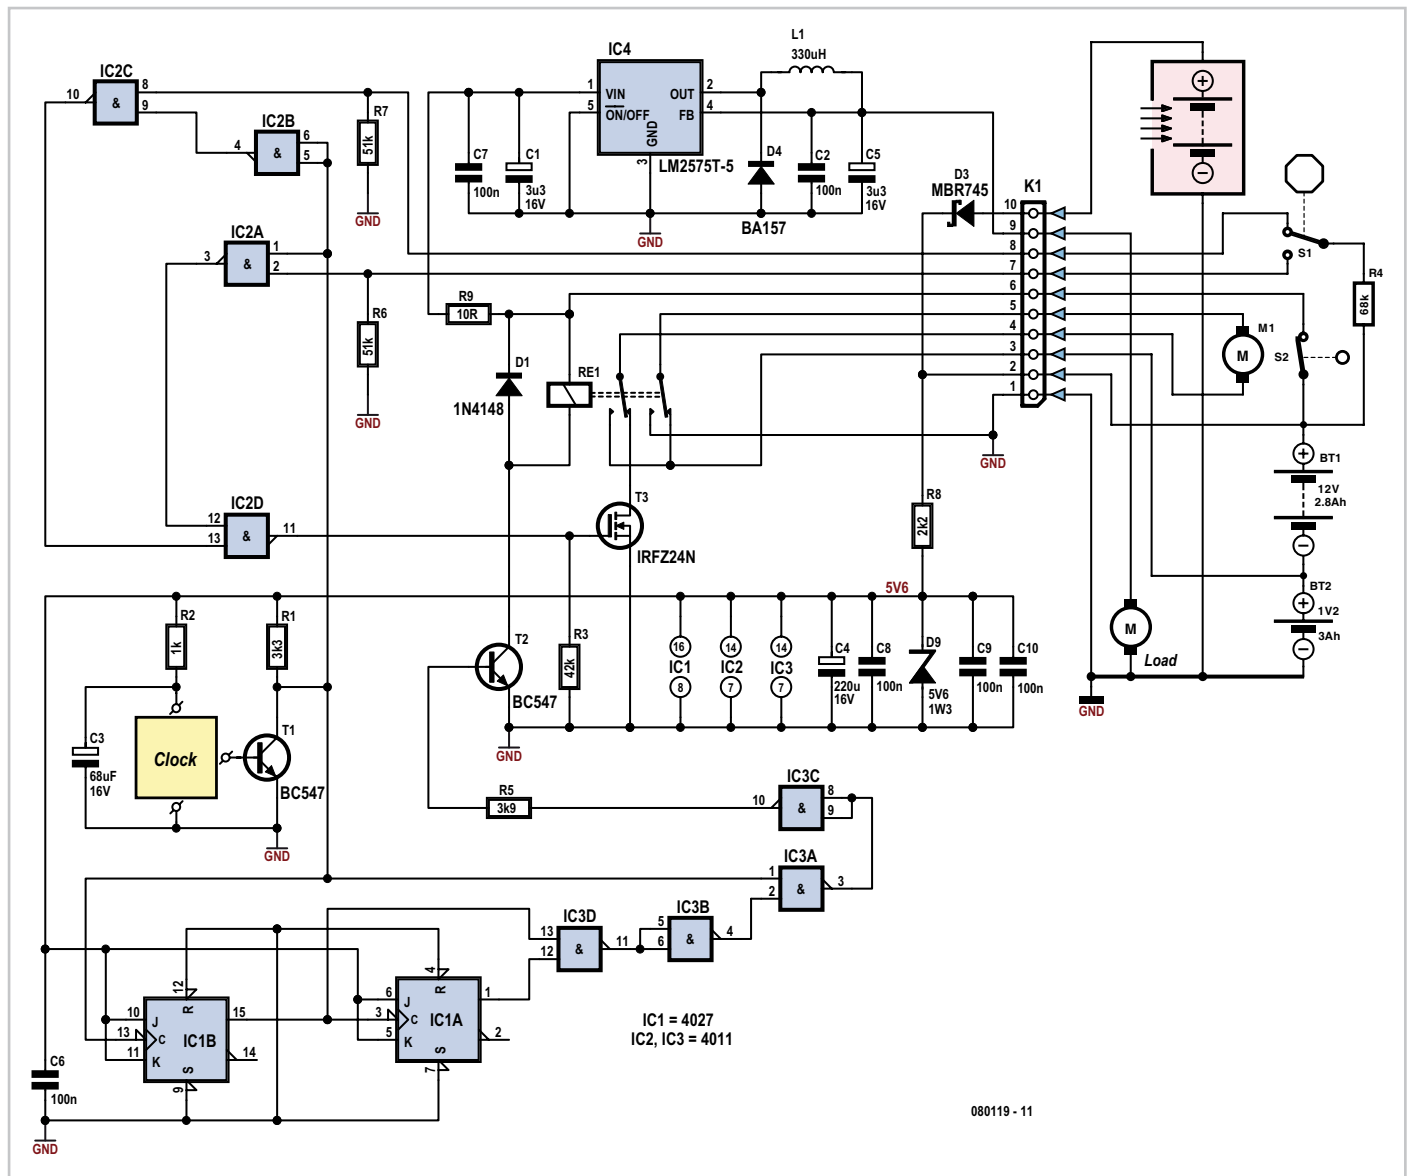 IC2C
10
8
9
&
IC2B
4
6
5
&
R7
51k
GND
IC4
1
VIN
5
ON/OFF
GND
3
OUT
2
FB
4
LM2575T-5
L1
330uH
C7
100n
C1
3u3
16V
D4
BA157
C2
100n
C5
3u3
16V
GND
D3
MBR745
K1
10
9
8
7
6
5
4
3
2
1
S1
R4
68k
M1
M
S2
IC2A
3
1
2
&
R6
51k
GND
R9
10R
D1
1N4148
RE1
GND
BT1
12V
2.8Ah
BT2
1V2
3Ah
IC2D
12
13
11
&
T3
IRFZ24N
R8
2k2
5V6
R2
1k
R1
3k3
T2
BC547
R3
42k
16
IC1
8
14
IC2
7
14
IC3
7
C4
220u
16V
C8
100n
D9
5V6
1W3
C9
100n
C10
100n
M
Load
GND
C3
68uF
16V
Clock
T1
BC547
GND
GND
R5
3k9
IC3C
10
8
9
&
IC3A
1
2
3
&
IC3D
13
12
11
&
IC3B
5
6
4
&
12
R
10
J
13
C
11
K
IC1B
15
14
S
9
4
R
6
J
3
C
5
K
IC1A
1
2
S
7
IC1 = 4027
IC2, IC3 = 4011
C6
100n
GND
080119 - 11